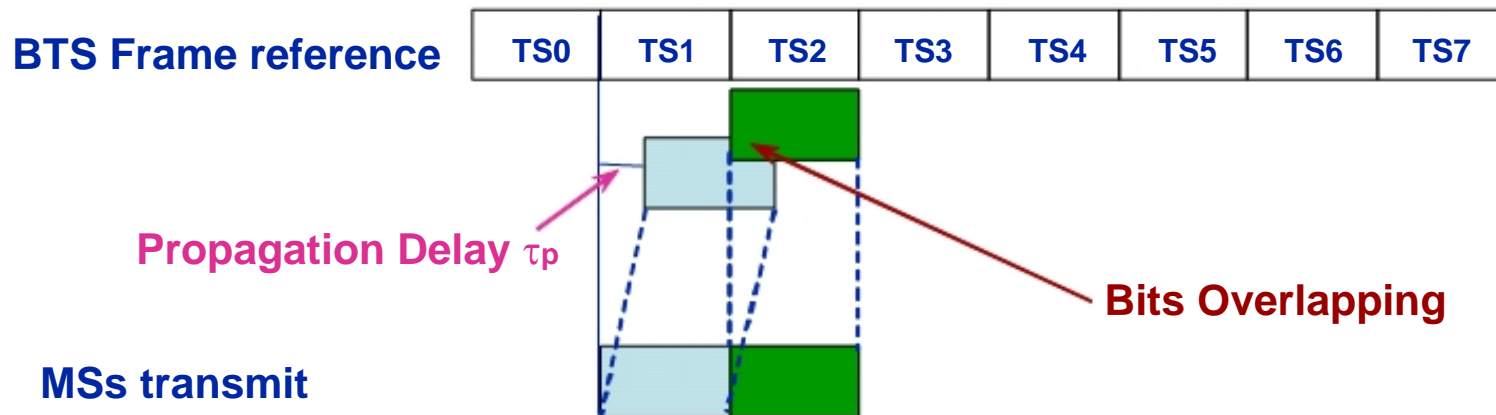 BTS Frame reference TS0 TS1 TS2 TS3 TS4 TS5 TS6 TS7
Propagation Delay τp
Bits Overlapping
MSs transmit